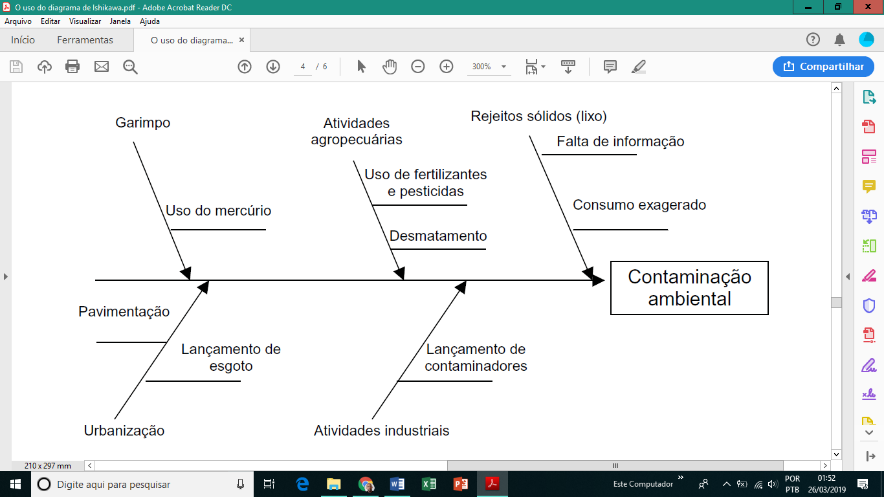 O uso do diagrama de Ishikawa.pdf - Adobe Acrobat Reader DC
Arquivo Editar Visualizar Janela Ajuda
Início Ferramentas O uso do diagrama...
4 / 6 300% Compartilhar
Garimpo
Atividades
agropecuárias
Rejeitos sólidos (lixo)
Falta de informação
Uso de fertilizantes
e pesticidas
Uso do mercúrio
Consumo exagerado
Desmatamento
Contaminação
ambiental
Pavimentação
Lançamento de
esgoto
Lançamento de
contaminadores
Urbanização
Atividades industriais
210 x 297 mm
Digite aqui para pesquisar
Este Computador
POR
PTB
01:52
26/03/2019